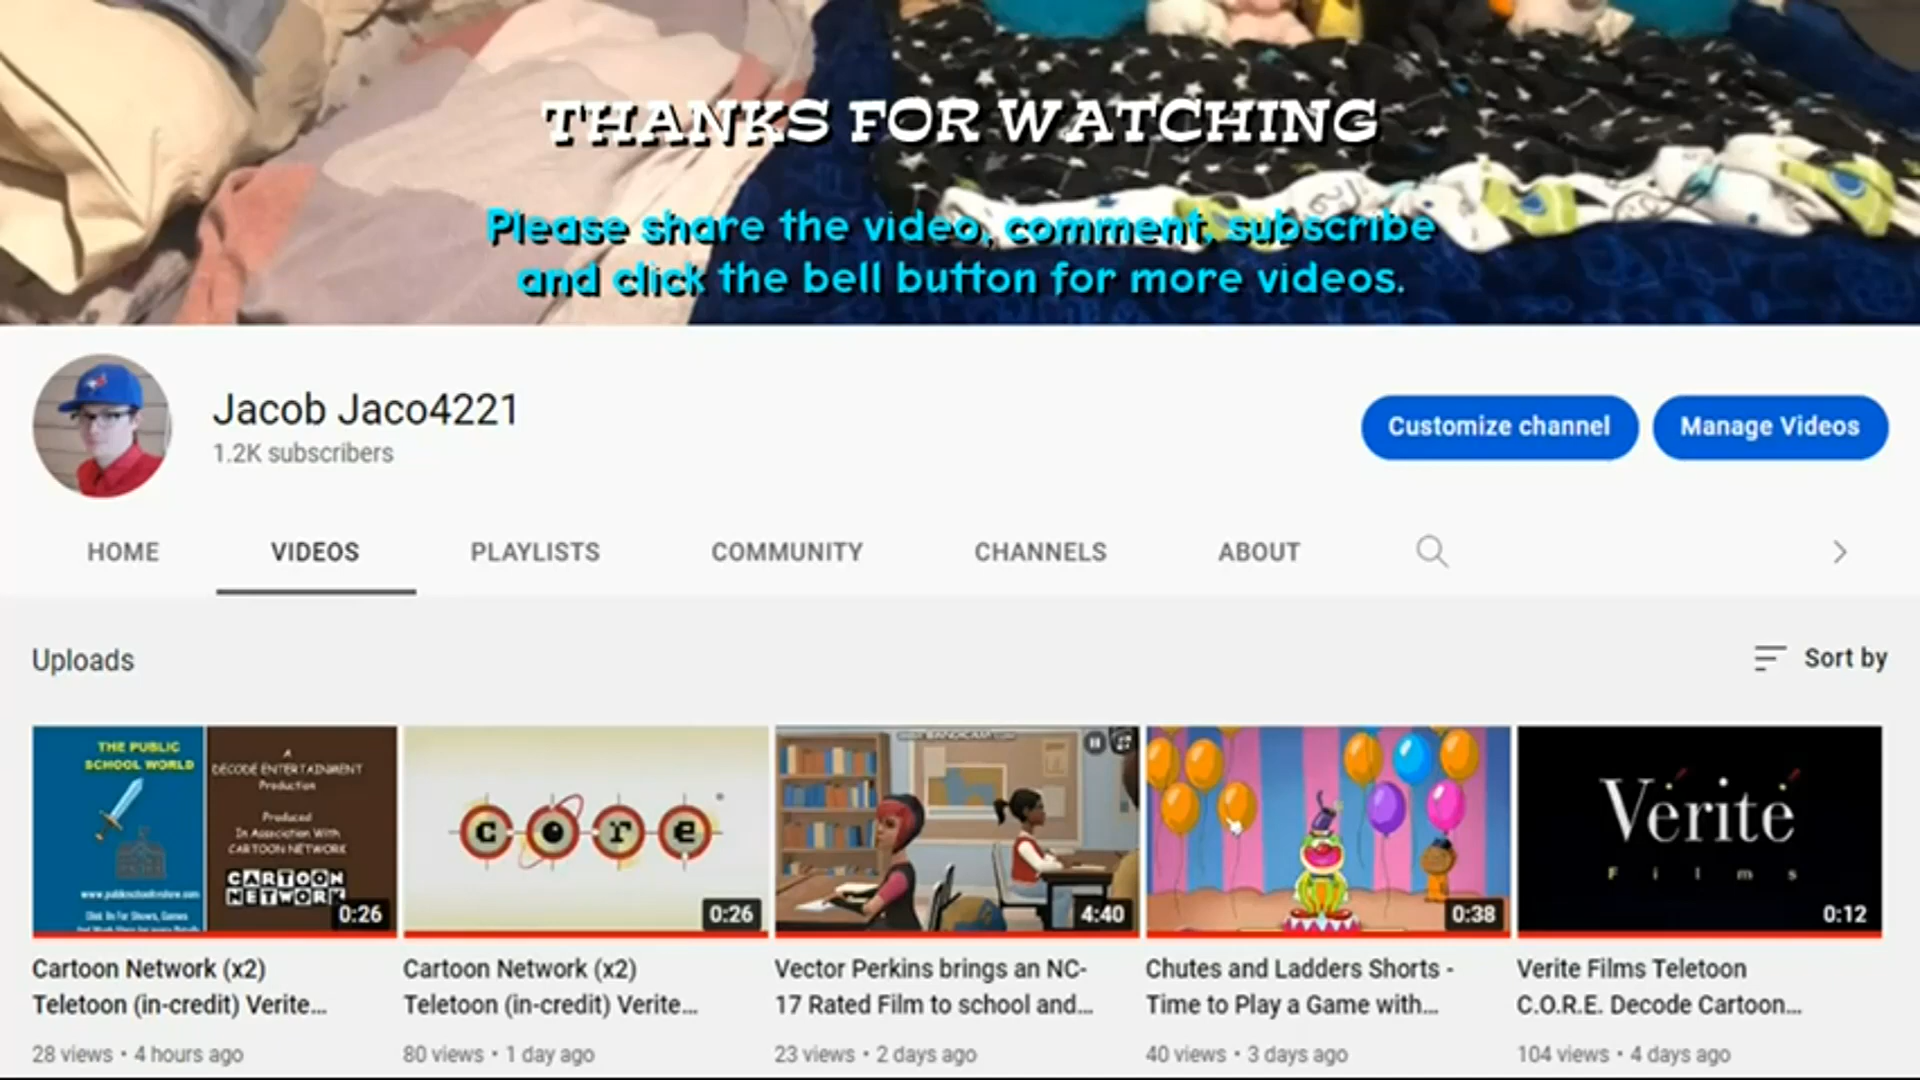 THANKS FOR WATCHING
Please share the video, comment, subscribe
and click the bell button for more videos.
Jacob Jaco4221
1.2K subscribers
Customize channel
Manage Videos
HOME
VIDEOS
PLAYLISTS
COMMUNITY
CHANNELS
ABOUT
Uploads
Sort by
THE PUBLIC
SCHOOL WORLD
A
DECODE ENTERTAINMENT
Production
Produced
In Association With
CARTOON NETWORK
CARTOON
NETWORK
0:26
core
0:26
4:40
0:38
Vérité
Films
0:12
Cartoon Network (x2)
Teletoon (in-credit) Verite...
28 views • 4 hours ago
Cartoon Network (x2)
Teletoon (in-credit) Verite...
80 views • 1 day ago
Vector Perkins brings an NC-
17 Rated Film to school and...
23 views • 2 days ago
Chutes and Ladders Shorts -
Time to Play a Game with...
40 views • 3 days ago
Verite Films Teletoon
C.O.R.E. Decode Cartoon...
104 views • 4 days ago